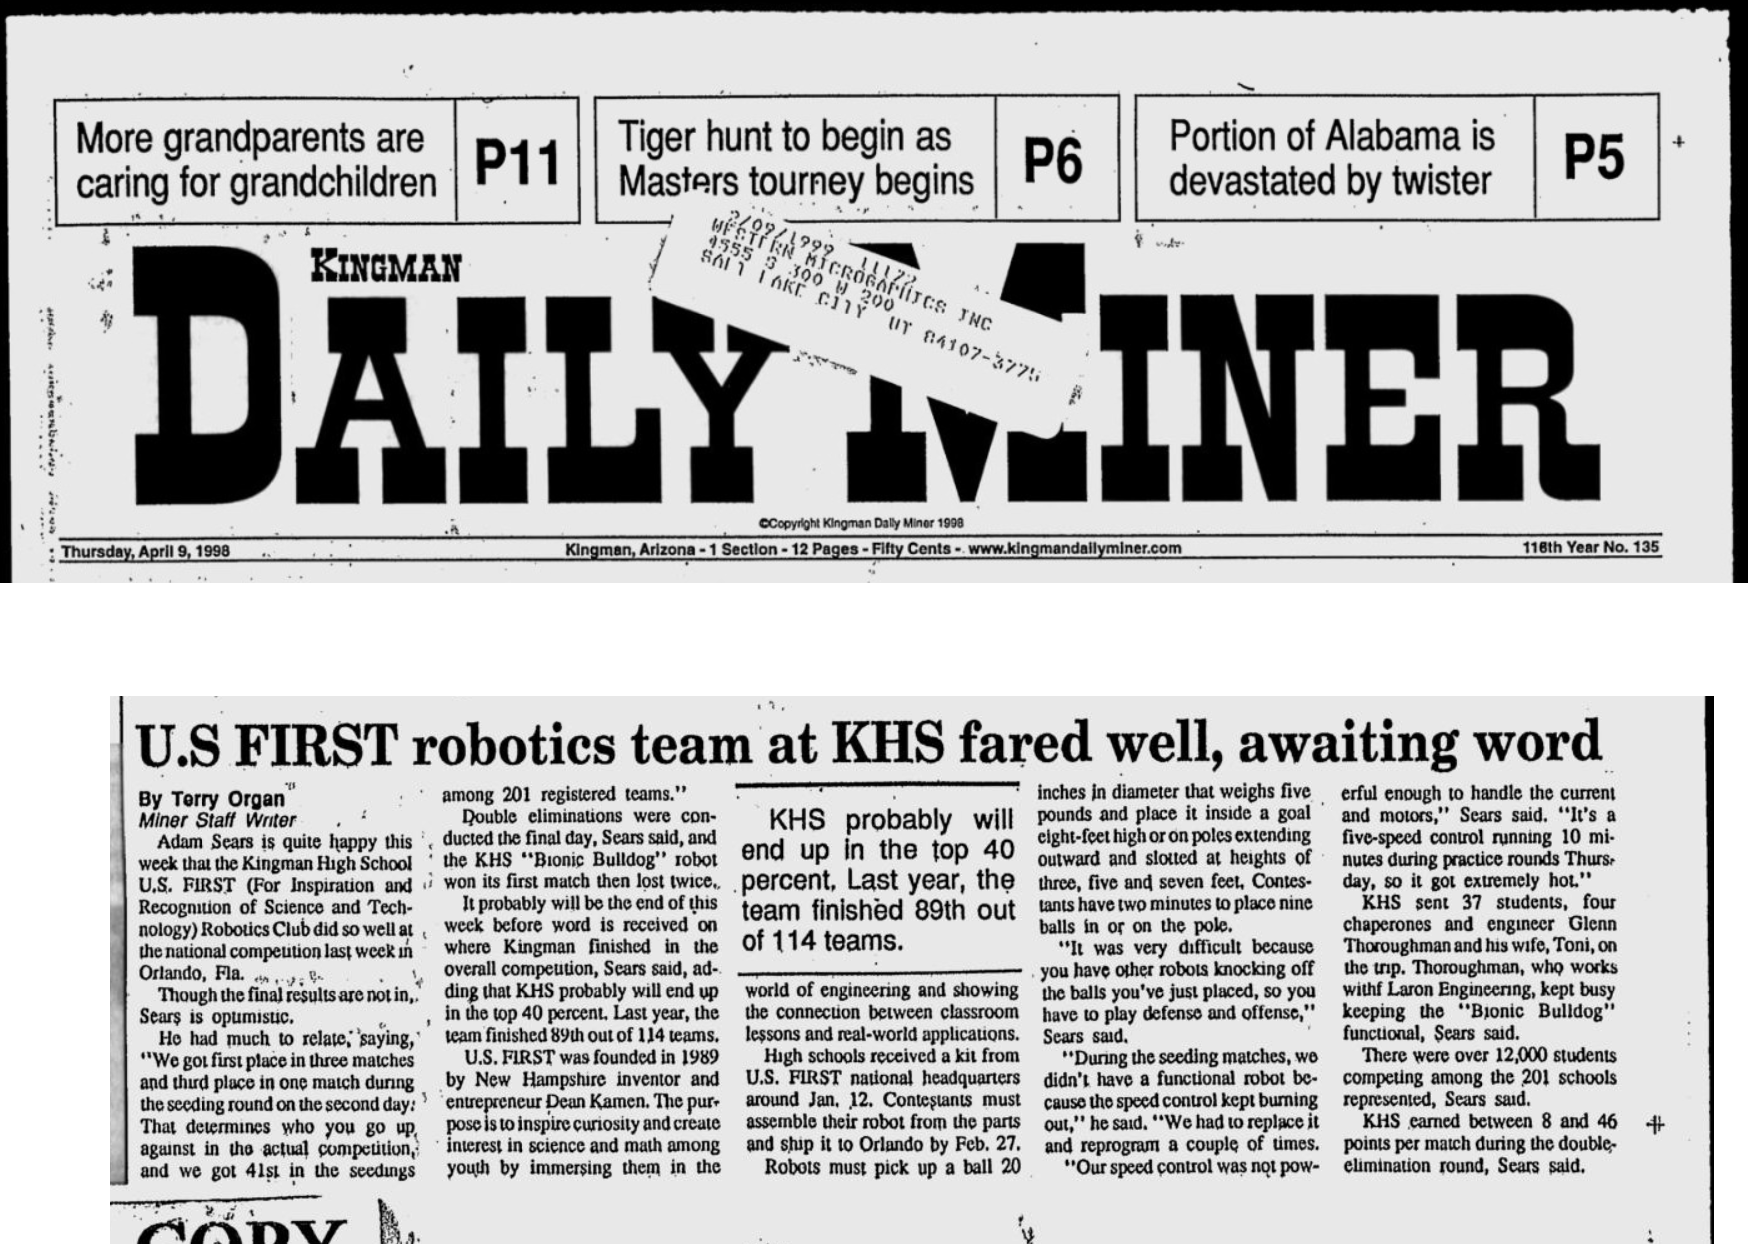 More grandparents are
caring for grandchildren
P11
Tiger hunt to begin as
Masters tourney begins
P6
Portion of Alabama is
devastated by twister
P5
KINGMAN
DAILY MINER
2/09/1999 11122
WESTERN MICROGRAPHICS INC
4555 S 300 W 200
SALT LAKE CITY UT 84107-3775
©Copyright Kingman Daily Miner 1998
Thursday, April 9, 1998
Kingman, Arizona - 1 Section - 12 Pages - Fifty Cents - www.kingmandailyminer.com
116th Year No. 135
U.S FIRST robotics team at KHS fared well, awaiting word
By Terry Organ
Miner Staff Writer
Adam Sears is quite happy this
week that the Kingman High School
U.S. FIRST (For Inspiration and
Recognition of Science and Tech-
nology) Robotics Club did so well at
the national competition last week in
Orlando, Fla.
Though the final results are not in,
Sears is optimistic.
He had much to relate, saying,
"We got first place in three matches
and third place in one match during
the seeding round on the second day.
That determines who you go up
against in the actual competition,
and we got 41st in the seedings
among 201 registered teams."
Double eliminations were con-
ducted the final day, Sears said, and
the KHS "Bionic Bulldog" robot
won its first match then lost twice.
It probably will be the end of this
week before word is received on
where Kingman finished in the
overall competion, Sears said, ad-
ding that KHS probably will end up
in the top 40 percent. Last year, the
team finished 89th out of 114 teams.
U.S. FIRST was founded in 1989
by New Hampshire inventor and
entrepreneur Dean Kamen. The pur-
pose is to inspire curiosity and create
interest in science and math among
youth by immersing them in the
KHS probably will
end up in the top 40
percent. Last year, the
team finished 89th out
of 114 teams.
world of engineering and showing
the connection between classroom
lessons and real-world applications.
High schools received a kit from
U.S. FIRST national headquarters
around Jan. 12. Contestants must
assemble their robot from the parts
and ship it to Orlando by Feb. 27.
Robots must pick up a ball 20
inches in diameter that weighs five
pounds and place it inside a goal
eight-feet high or on poles extending
outward and slotted at heights of
three, five and seven feet. Contes-
tants have two minutes to place nine
balls in or on the pole.
"It was very difficult because
you have other robots knocking off
the balls you've just placed, so you
have to play defense and offense,"
Sears said.
"During the seeding matches, we
didn't have a functional robot be-
cause the speed control kept burning
out," he said. "We had to replace it
and reprogram a couple of times.
"Our speed control was not pow-
erful enough to handle the current
and motors," Sears said. "It's a
five-speed control running 10 mi-
nutes during practice rounds Thurs-
day, so it got extremely hot."
KHS sent 37 students, four
chaperones and engineer Glenn
Thoroughman and his wife, Toni, on
the trip. Thoroughman, who works
withf Laron Engineering, kept busy
keeping the "Bionic Bulldog"
functional, Sears said.
There were over 12,000 students
competing among the 201 schools
represented, Sears said.
KHS earned between 8 and 46
points per match during the double-
elimination round, Sears said.
COPY